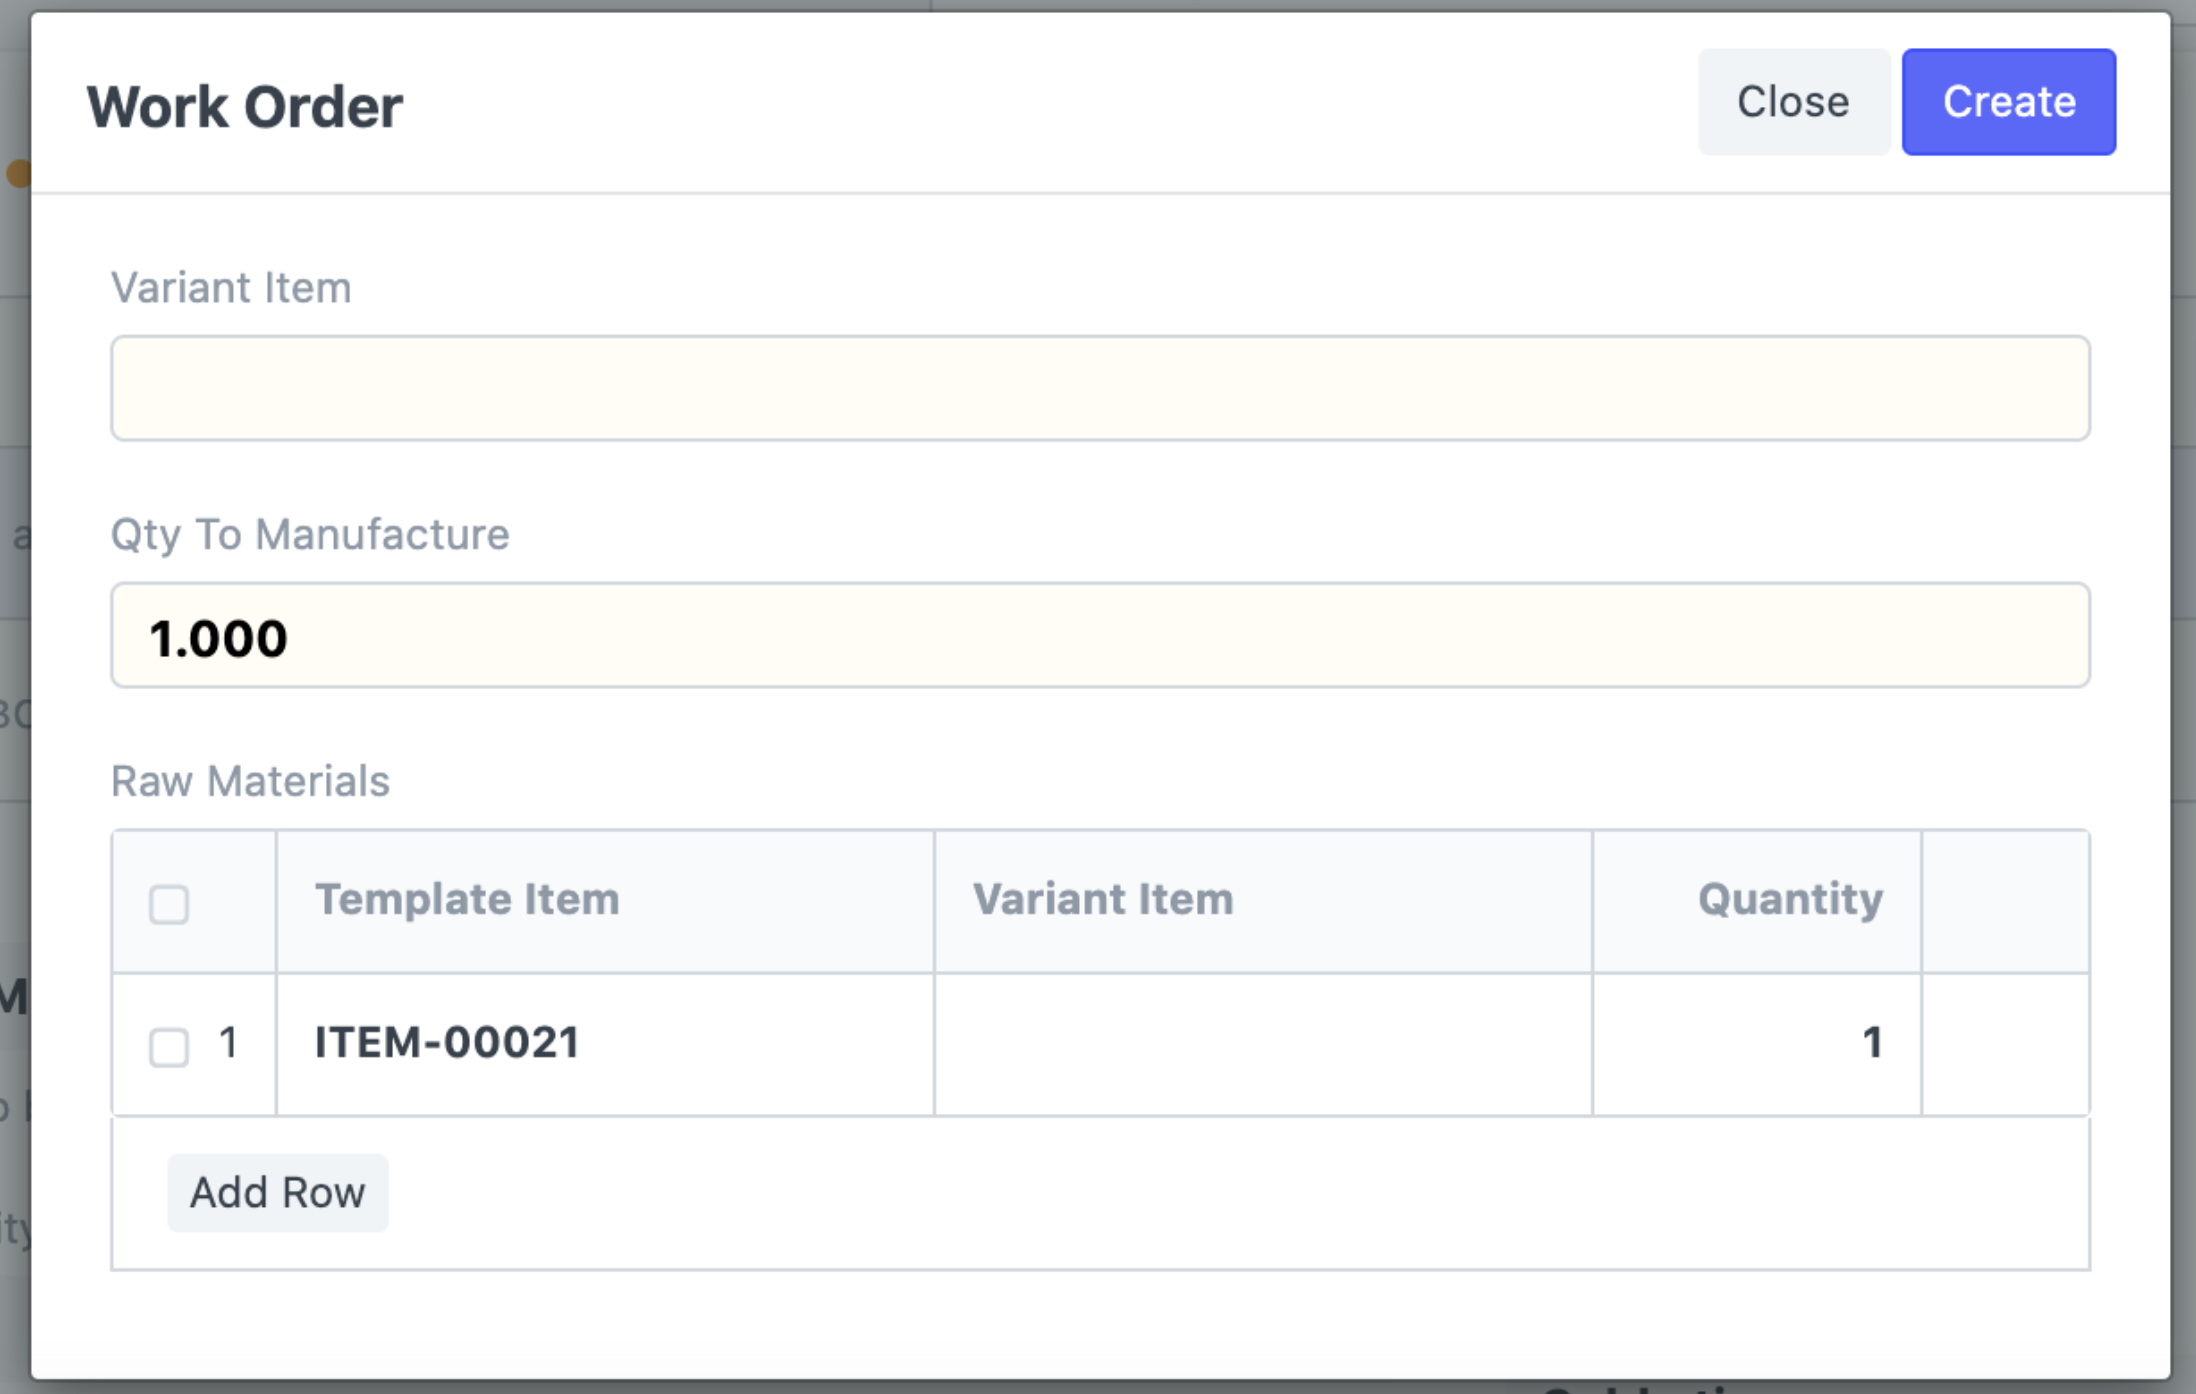 Work Order
Close
Create
Variant Item
Qty To Manufacture
1.000
Raw Materials
Template Item Variant Item Quantity
1 ITEM-00021 1
Add Row